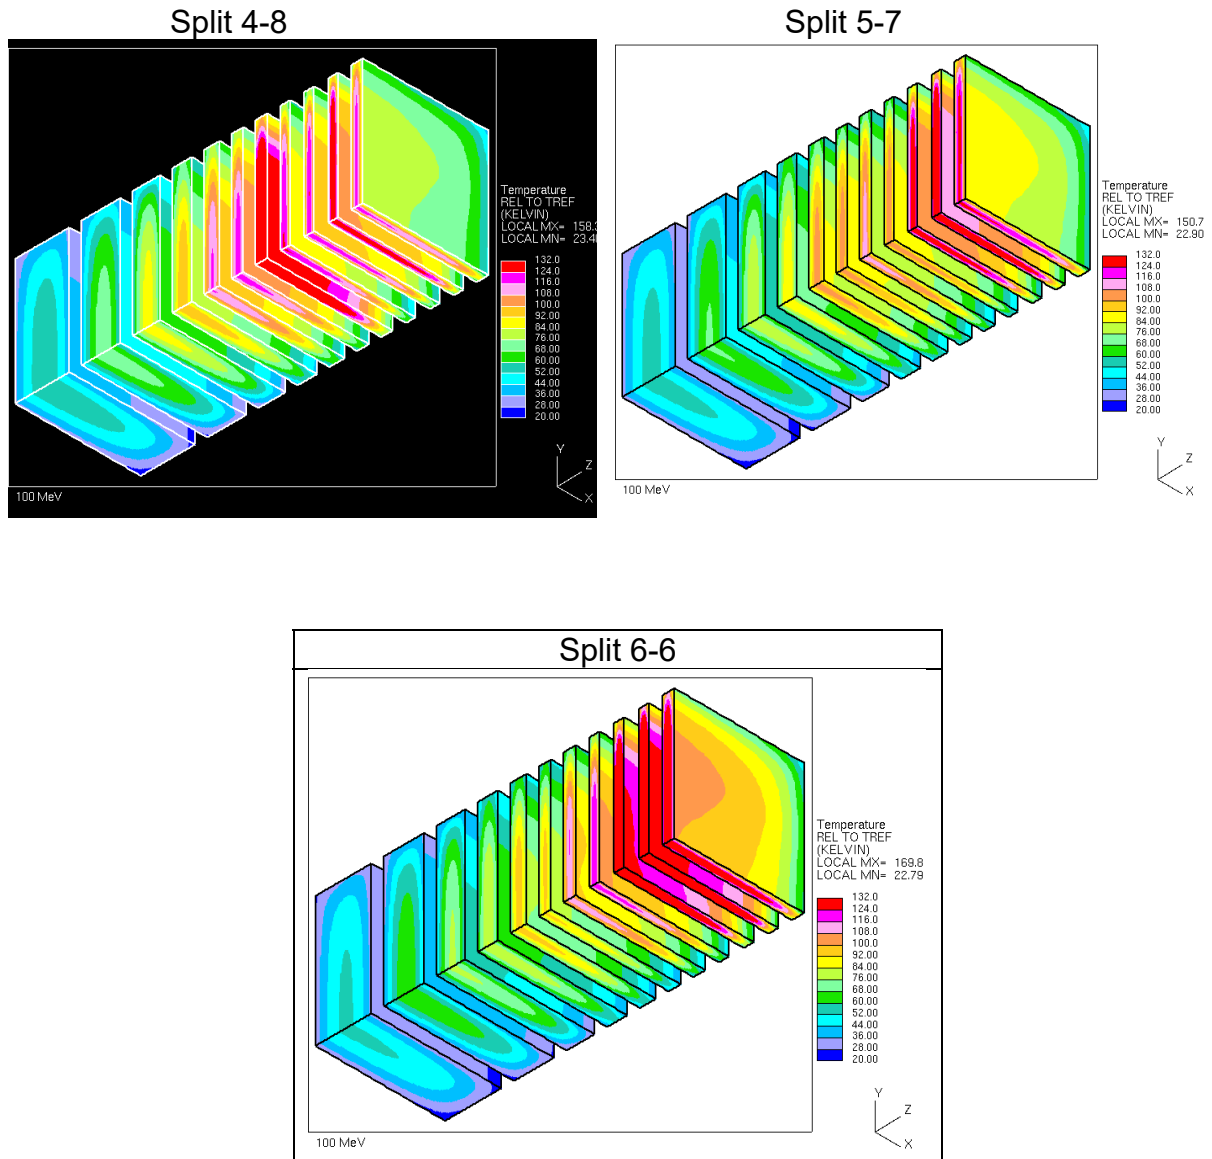 Split 4-8
Split 5-7
Temperature
REL TO TREF
(KELVIN)
LOCAL MX= 158.3
LOCAL MN= 23.4
132.0
124.0
116.0
108.0
100.0
92.00
84.00
76.00
68.00
60.00
52.00
44.00
36.00
28.00
20.00
Y
Z
X
100 MeV
Temperature
REL TO TREF
(KELVIN)
LOCAL MX= 150.7
LOCAL MN= 22.90
132.0
124.0
116.0
108.0
100.0
92.00
84.00
76.00
68.00
60.00
52.00
44.00
36.00
28.00
20.00
Y
Z
X
100 MeV
Split 6-6
Temperature
REL TO TREF
(KELVIN)
LOCAL MX= 169.8
LOCAL MN= 22.79
132.0
124.0
116.0
108.0
100.0
92.00
84.00
76.00
68.00
60.00
52.00
44.00
36.00
28.00
20.00
Y
Z
X
100 MeV